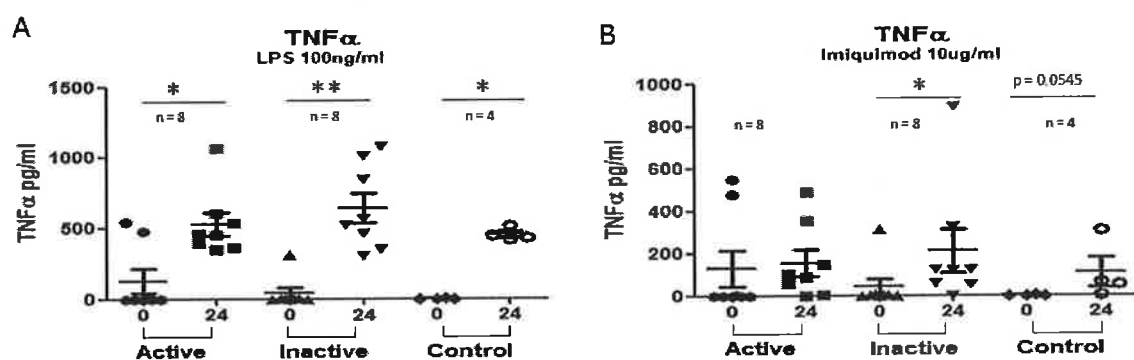 A
TNFα
LPS 100ng/ml
* ** *
n = 8 n = 8 n = 4
TNFα pg/ml
1500
1000
500
0
0 24 0 24 0 24
Active Inactive Control
B
TNFα
Imiquimod 10ug/ml
* p = 0,0545
n = 8 n = 8 n = 4
TNFα pg/ml
1000
800
600
400
200
0
0 24 0 24 0 24
Active Inactive Control